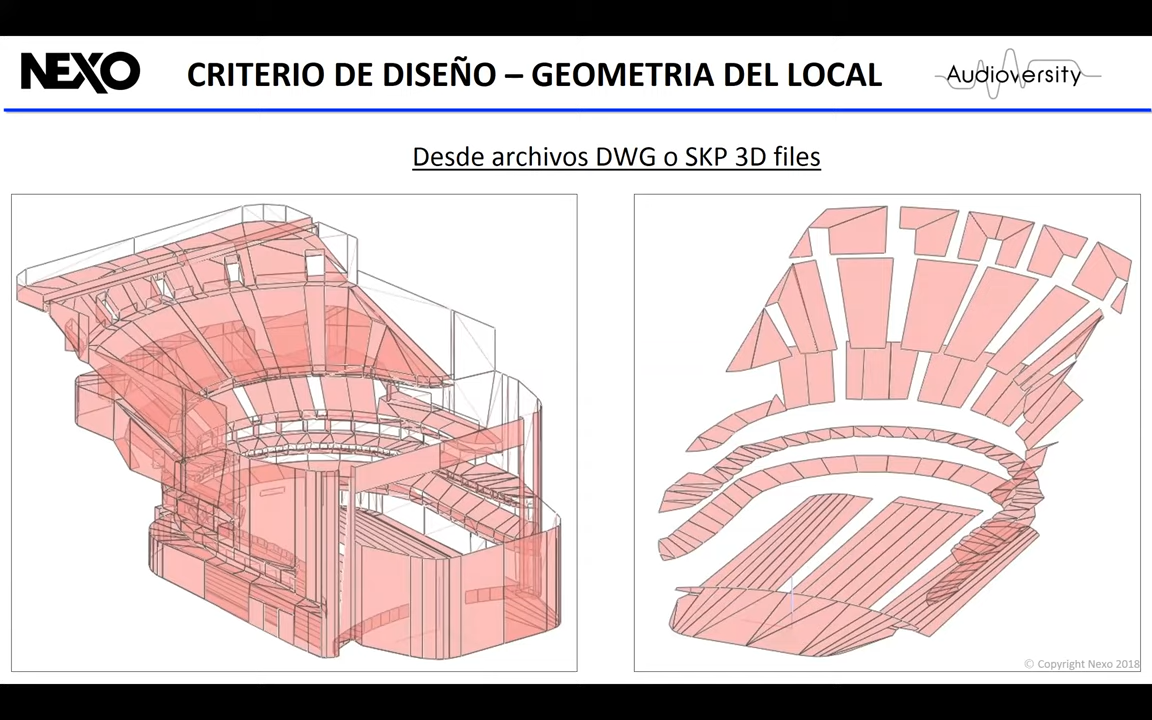 NEXO
CRITERIO DE DISEÑO – GEOMETRIA DEL LOCAL
Audioversity
Desde archivos DWG o SKP 3D files
© Copyright Nexo 2018